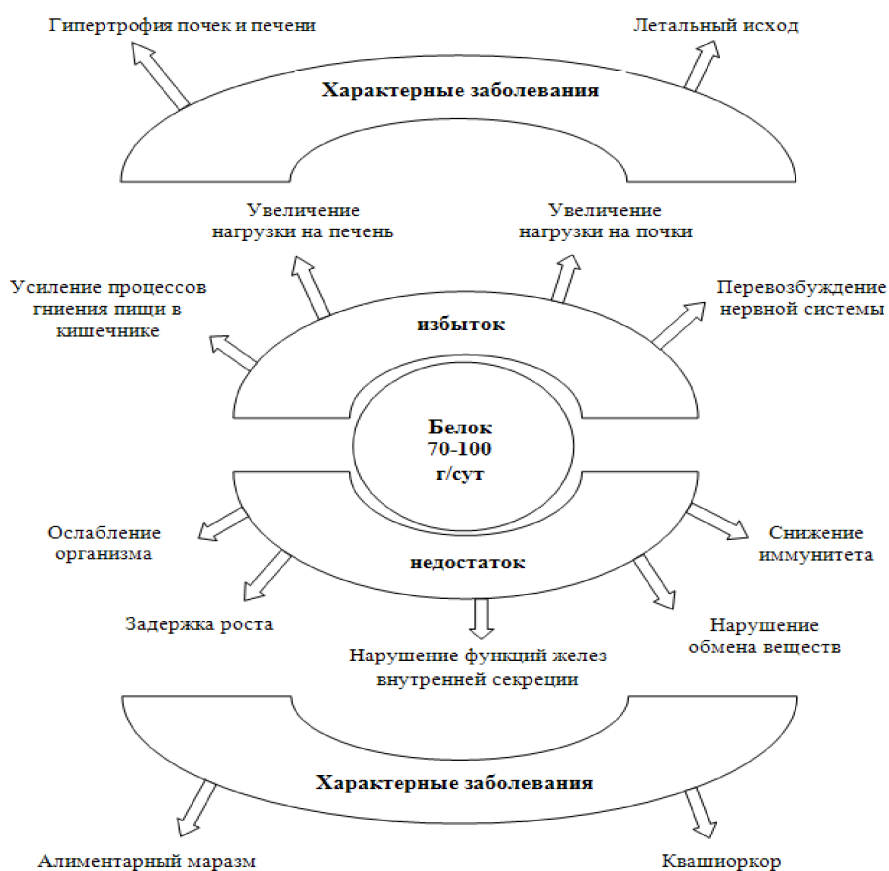 Гипертрофия почек и печени
Летальный исход
Характерные заболевания
Увеличение
нагрузки на печень
Увеличение
нагрузки на почки
Усиление процессов
гниения пищи в
кишечнике
Перевозбуждение
нервной системы
избыток
Белок
70-100
г/сут
недостаток
Ослабление
организма
Снижение
иммунитета
Задержка роста
Нарушение
обмена веществ
Нарушение функций желез
внутренней секреции
Характерные заболевания
Алиментарный маразм
Квашиоркор